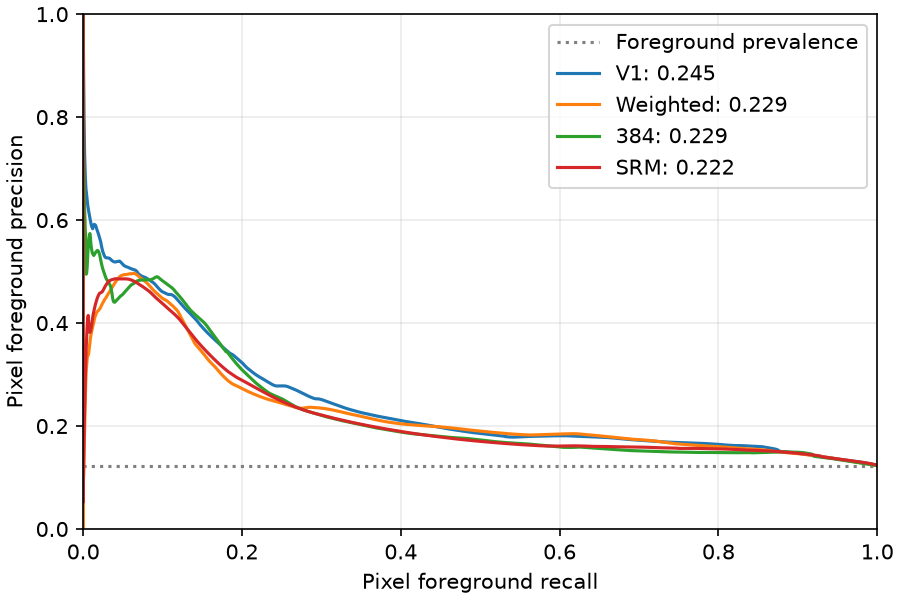 1.0
0.8
0.6
0.4
0.2
0.0
Pixel foreground precision
Foreground prevalence
V1: 0.245
Weighted: 0.229
384: 0.229
SRM: 0.222
0.0 0.2 0.4 0.6 0.8 1.0
Pixel foreground recall